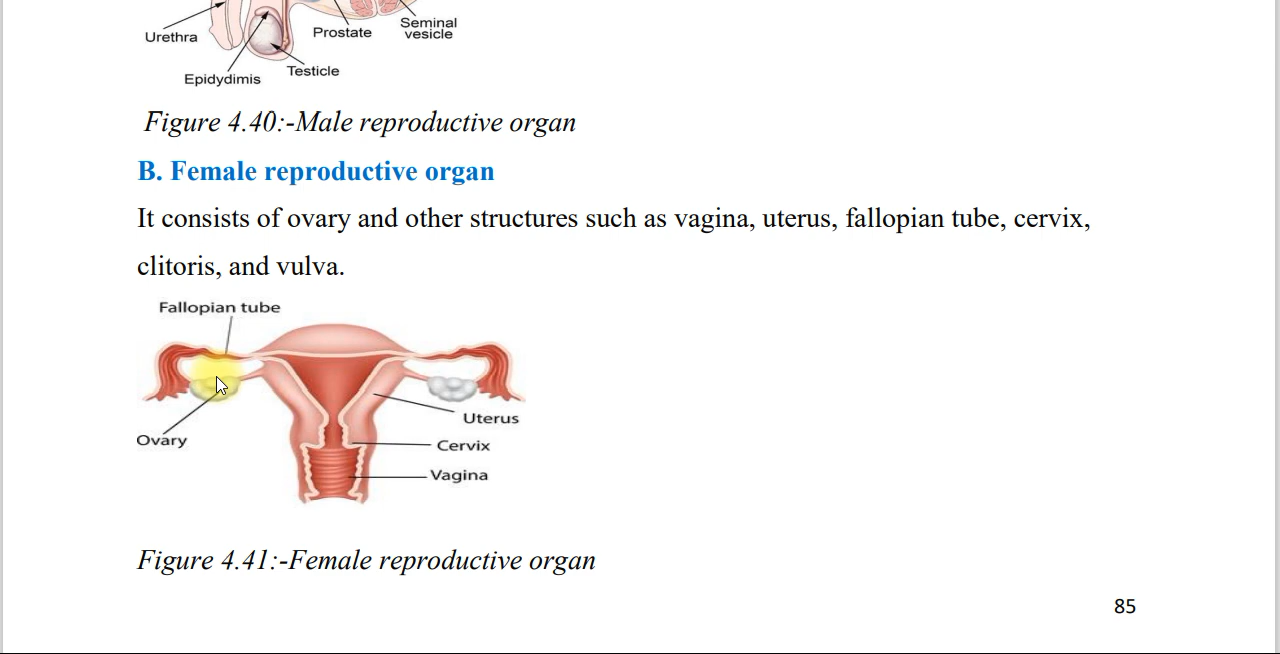 Urethra
Prostate
Seminal
vesicle
Epidydimis
Testicle
Figure 4.40:-Male reproductive organ
B. Female reproductive organ
It consists of ovary and other structures such as vagina, uterus, fallopian tube, cervix,
clitoris, and vulva.
Fallopian tube
Uterus
Ovary
Cervix
Vagina
Figure 4.41:-Female reproductive organ
85